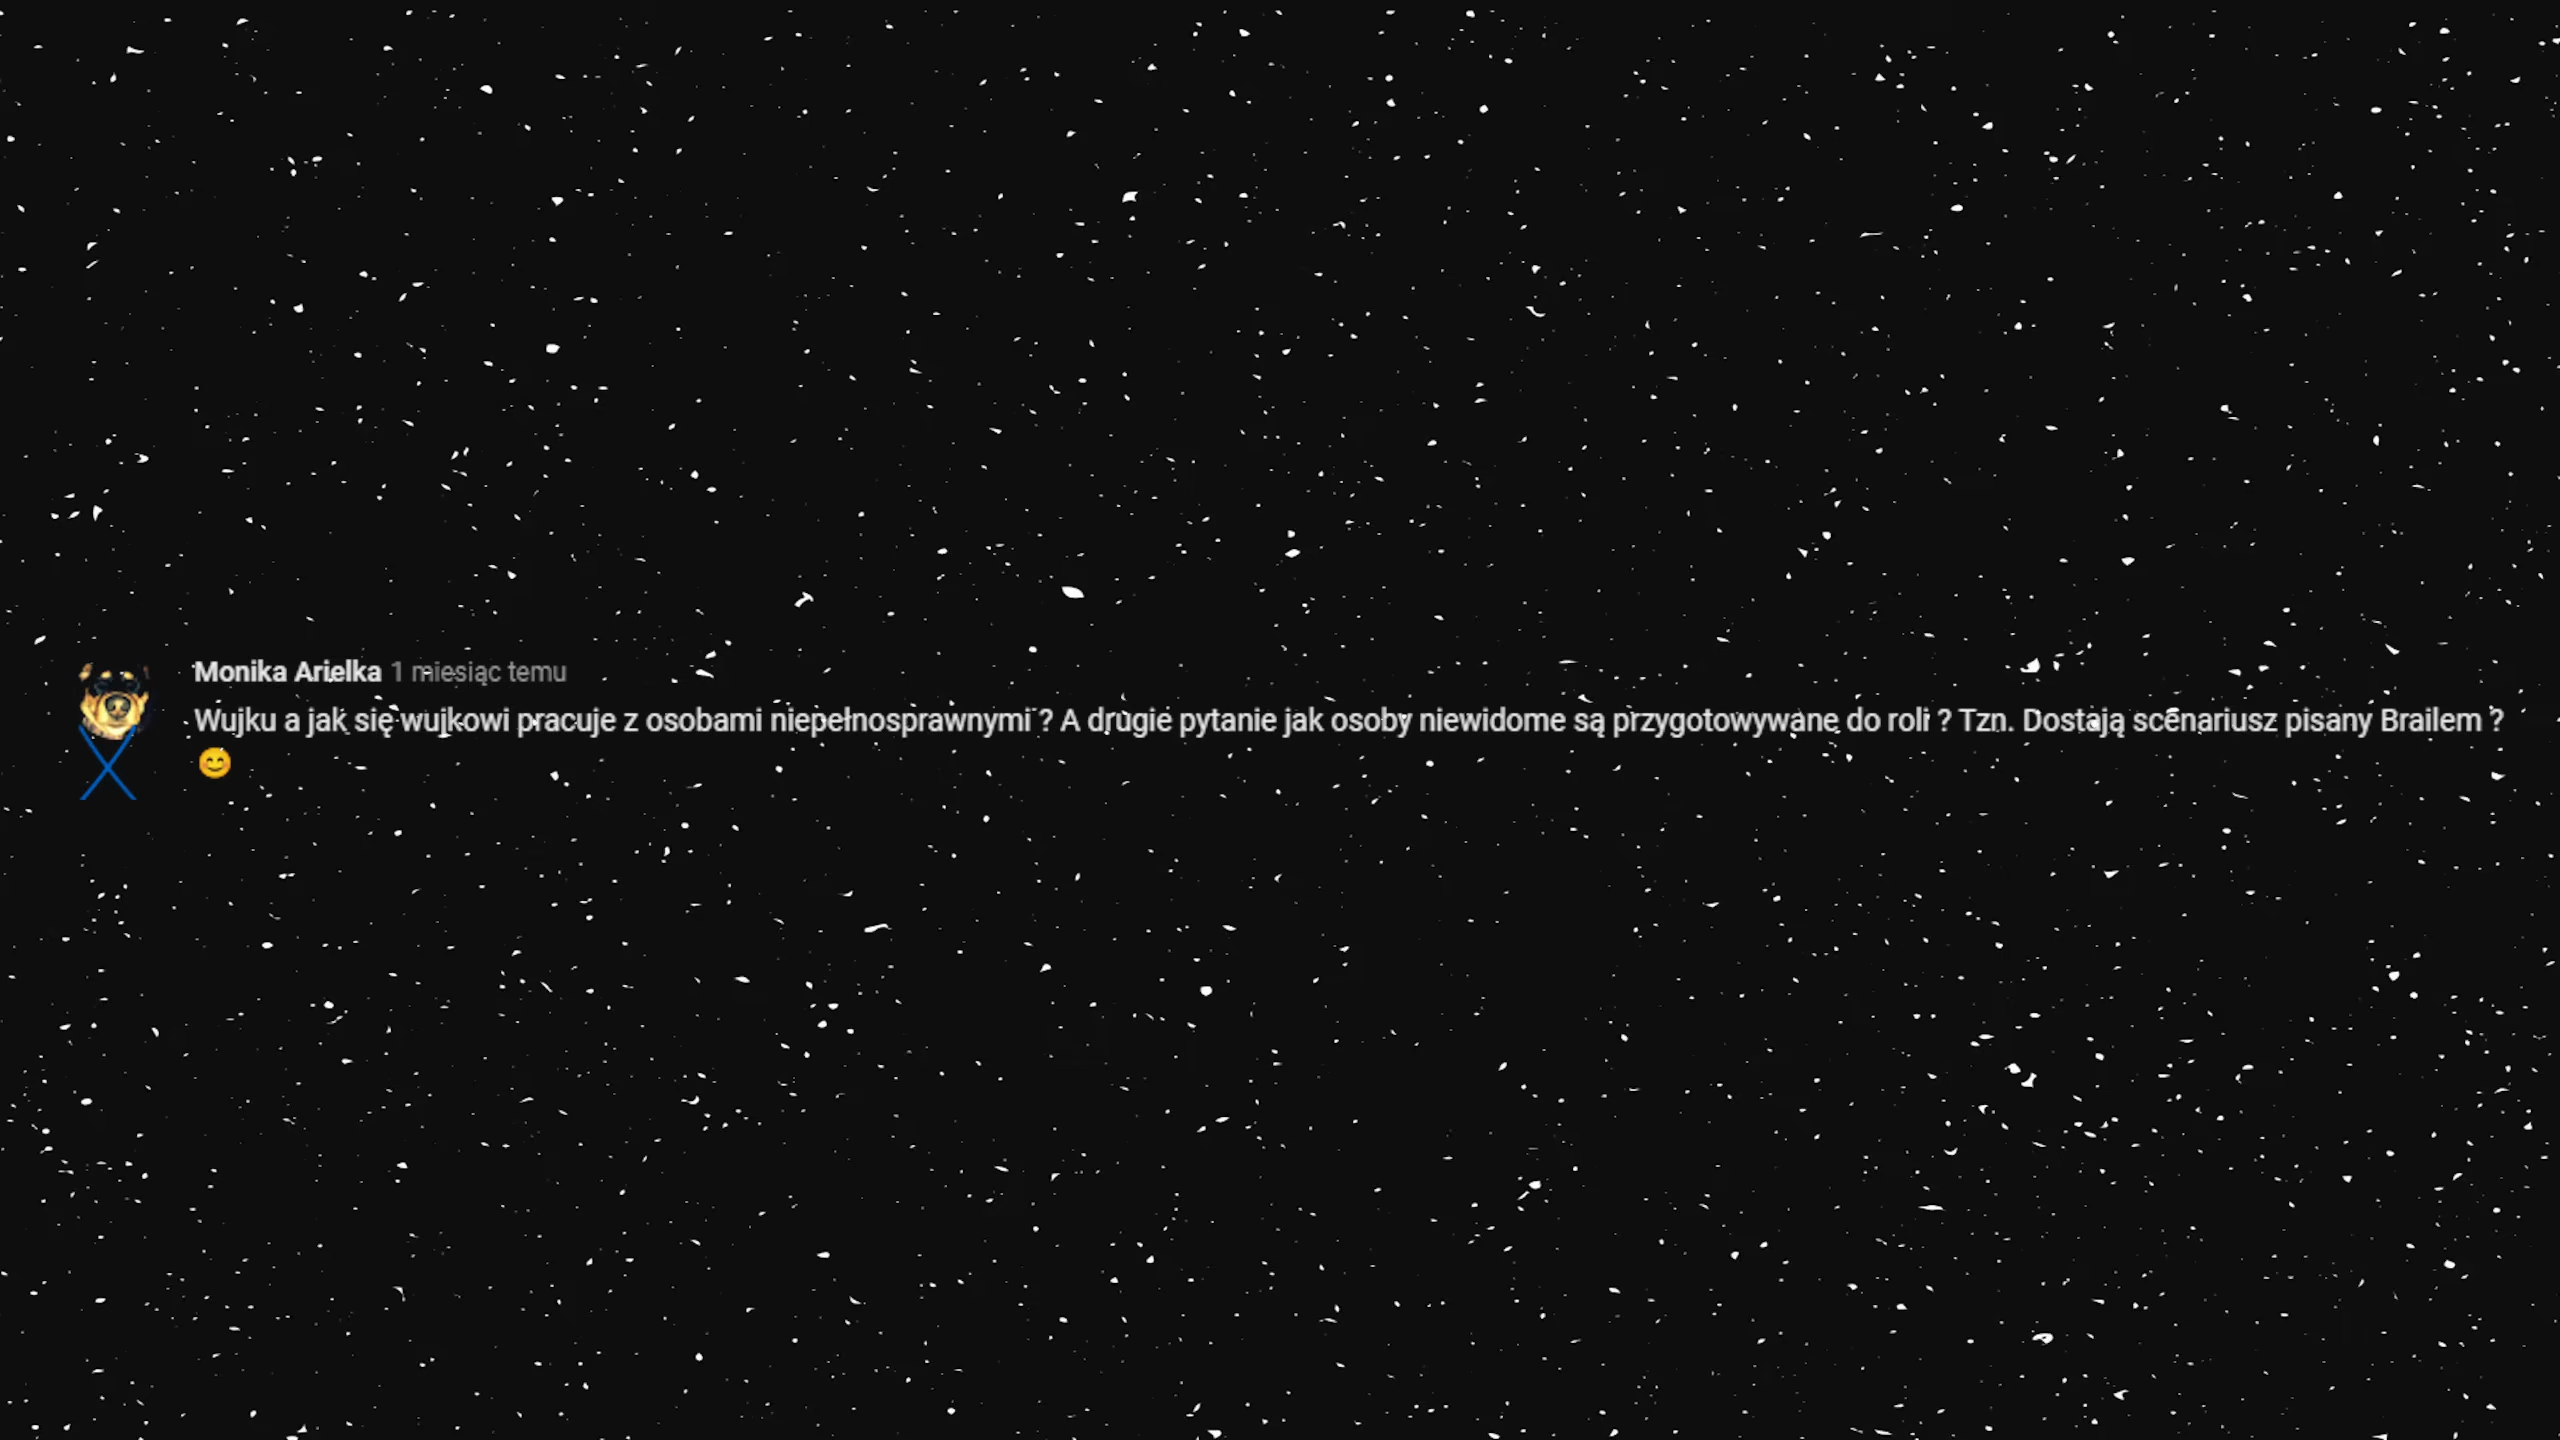 Monika Arielka 1 miesiąc temu
Wujku a jak się wujkowi pracuje z osobami niepełnosprawnymi ? A drugie pytanie jak osoby niewidome są przygotowywane do roli ? Tzn. Dostają scenariusz pisany Brailem ?
😊